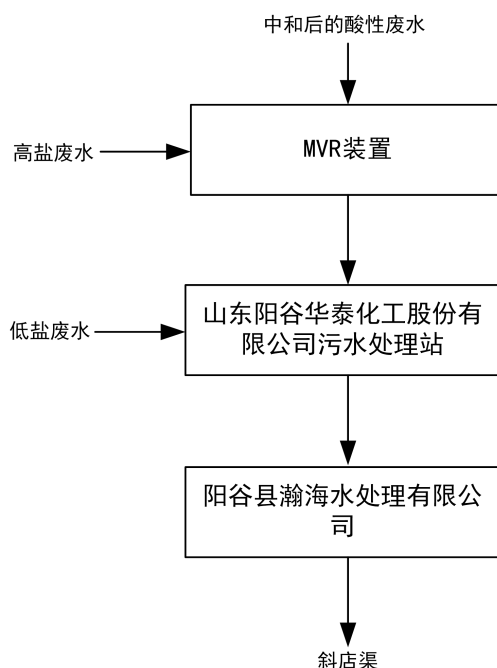 中和后的酸性废水
高盐废水
MVR装置
低盐废水
山东阳谷华泰化工股份有
限公司污水处理站
阳谷县瀚海水处理有限公
司
斜店渠